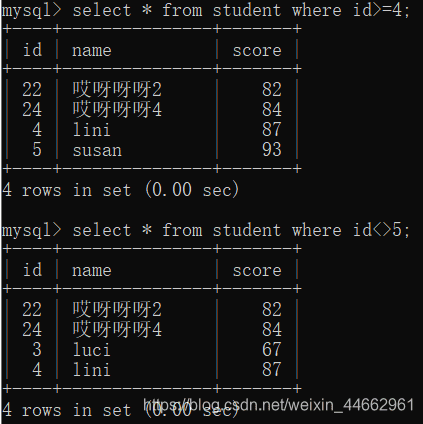 mysql> select * from student where id>=4;
+----+---------------+-------+
| id | name          | score |
+----+---------------+-------+
| 22 | 哎呀呀呀2     |    82 |
| 24 | 哎呀呀呀4     |    84 |
|  4 | lini          |    87 |
|  5 | susan         |    93 |
+----+---------------+-------+
4 rows in set (0.00 sec)
mysql> select * from student where id<>5;
+----+---------------+-------+
| id | name          | score |
+----+---------------+-------+
| 22 | 哎呀呀呀2     |    82 |
| 24 | 哎呀呀呀4     |    84 |
|  3 | luci          |    67 |
|  4 | lini          |    87 |
+----+---------------+-------+
4 rows in set (0.00 sec)
https://blog.csdn.net/weixin_44662961